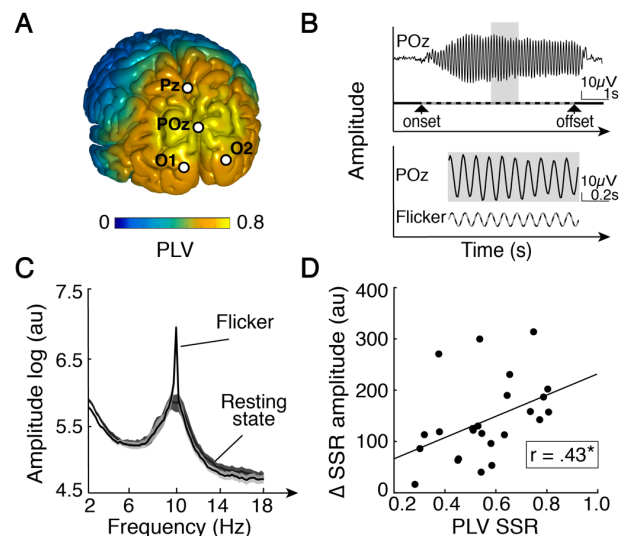 A
Pz
POz
O1
O2
0
0.8
PLV
B
Amplitude
POz
10µV
1s
onset
offset
POz
10µV
0.2s
Flicker
Time (s)
C
Amplitude log (au)
7.5
6.5
5.5
4.5
Flicker
Resting
state
2 6 10 14 18
Frequency (Hz)
D
Δ SSR amplitude (au)
400
300
200
100
0
r = .43*
0.2 0.4 0.6 0.8 1.0
PLV SSR